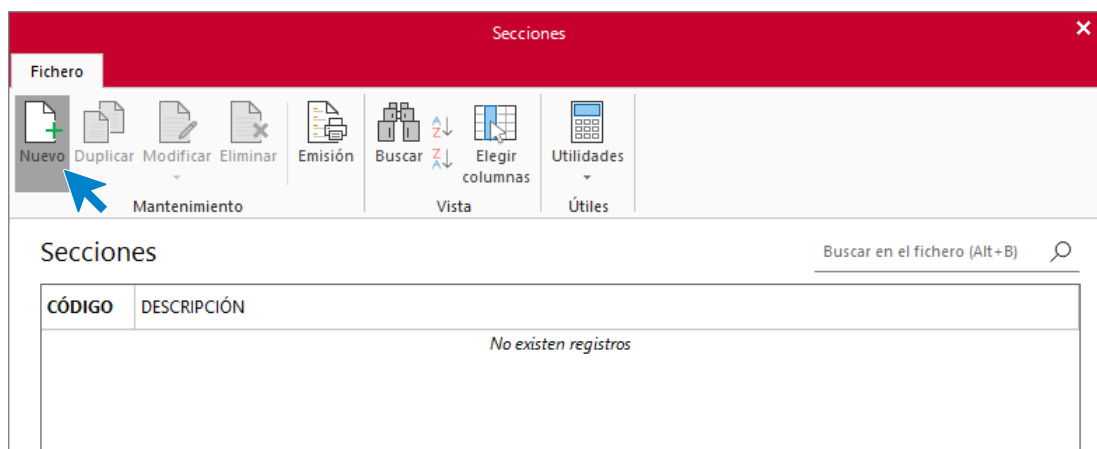 Secciones
Fichero
Nuevo Duplicar Modificar Eliminar Emisión Buscar Elegir columnas Utilidades
Mantenimiento Vista Útiles
Secciones Buscar en el fichero (Alt+B)
CÓDIGO DESCRIPCIÓN
No existen registros